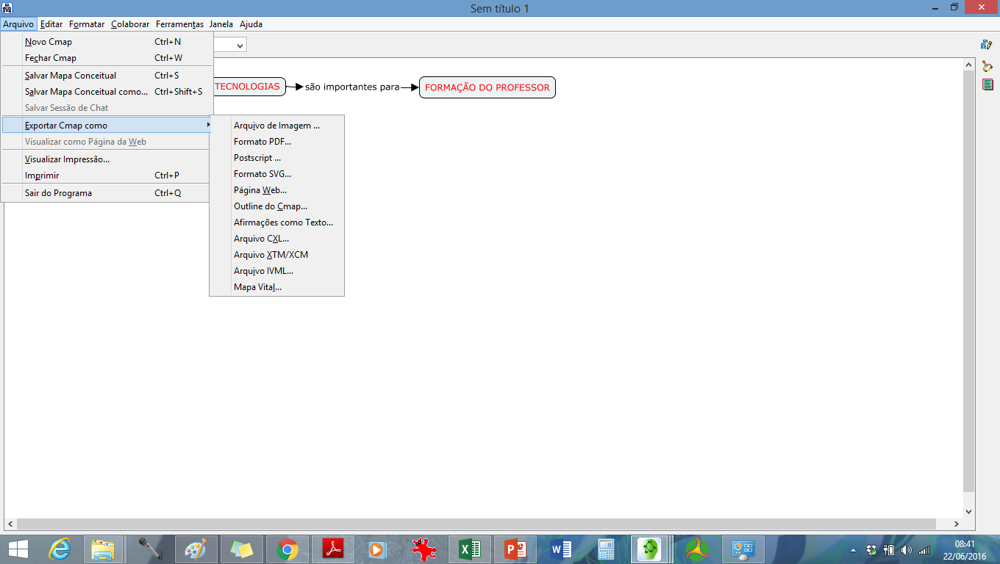 Sem título 1
Arquivo Editar Formatar Colaborar Ferramentas Janela Ajuda
Novo Cmap Ctrl+N
Fechar Cmap Ctrl+W
Salvar Mapa Conceitual Ctrl+S
Salvar Mapa Conceitual como... Ctrl+Shift+S
Salvar Sessão de Chat
Exportar Cmap como
Visualizar como Página da Web
Visualizar Impressão...
Imprimir Ctrl+P
Sair do Programa Ctrl+Q
Arquivo de Imagem ...
Formato PDF...
Postscript ...
Formato SVG...
Página Web...
Outline do Cmap...
Afirmações como Texto...
Arquivo CXL...
Arquivo XTM/XCM
Arquivo IVML...
Mapa Vital...
TECNOLOGIAS são importantes para FORMAÇÃO DO PROFESSOR
08:41
22/06/2016